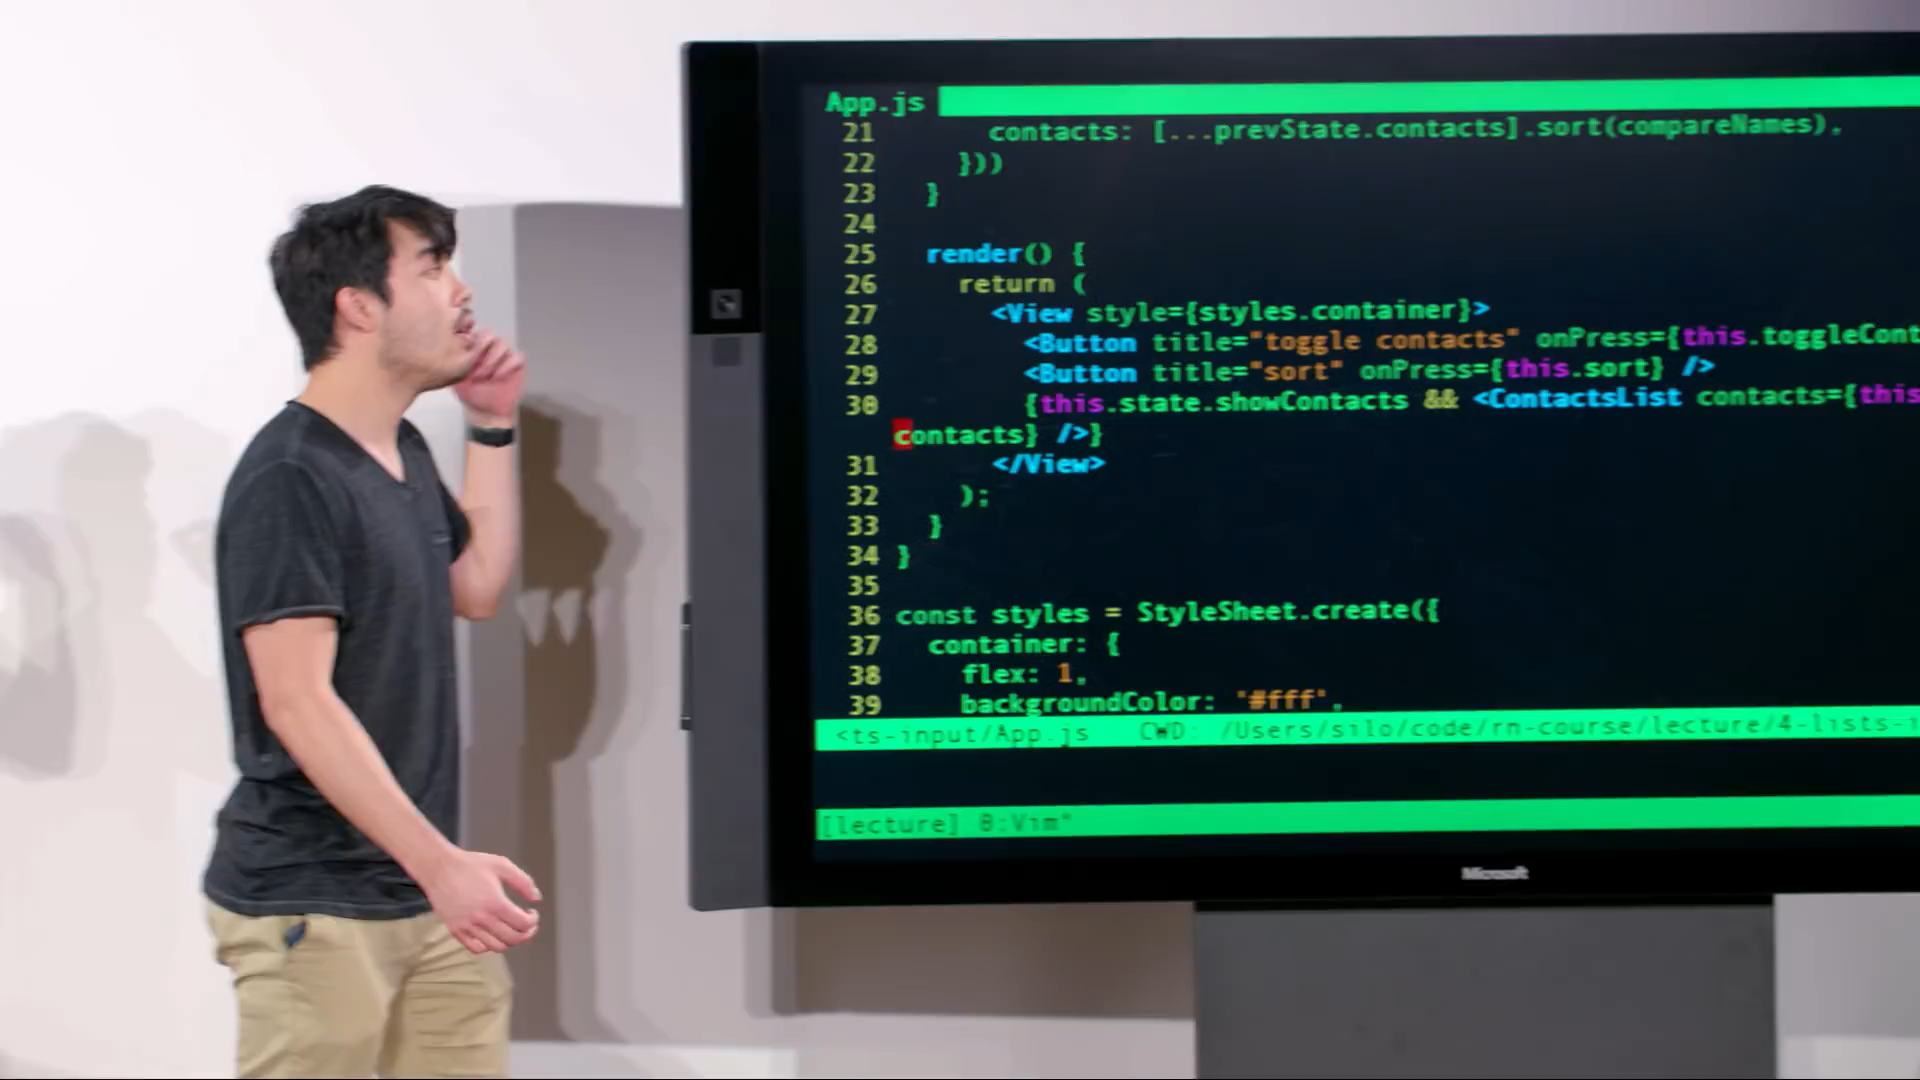 App.js
21 contacts: [...prevState.contacts].sort(compareNames),
22 }))
23 }
24
25 render() {
26 return (
27 <View style={styles.container}>
28 <Button title="toggle contacts" onPress={this.toggleCont
29 <Button title="sort" onPress={this.sort} />
30 {this.state.showContacts && <ContactsList contacts={this
contacts} />}
31 </View>
32 );
33 }
34 }
35
36 const styles = StyleSheet.create({
37 container: {
38 flex: 1,
39 backgroundColor: '#fff',
<ts-input/App.js CWD: /Users/silo/code/rn-course/lecture/4-lists-i
[lecture] 0:Vim*
Microsoft